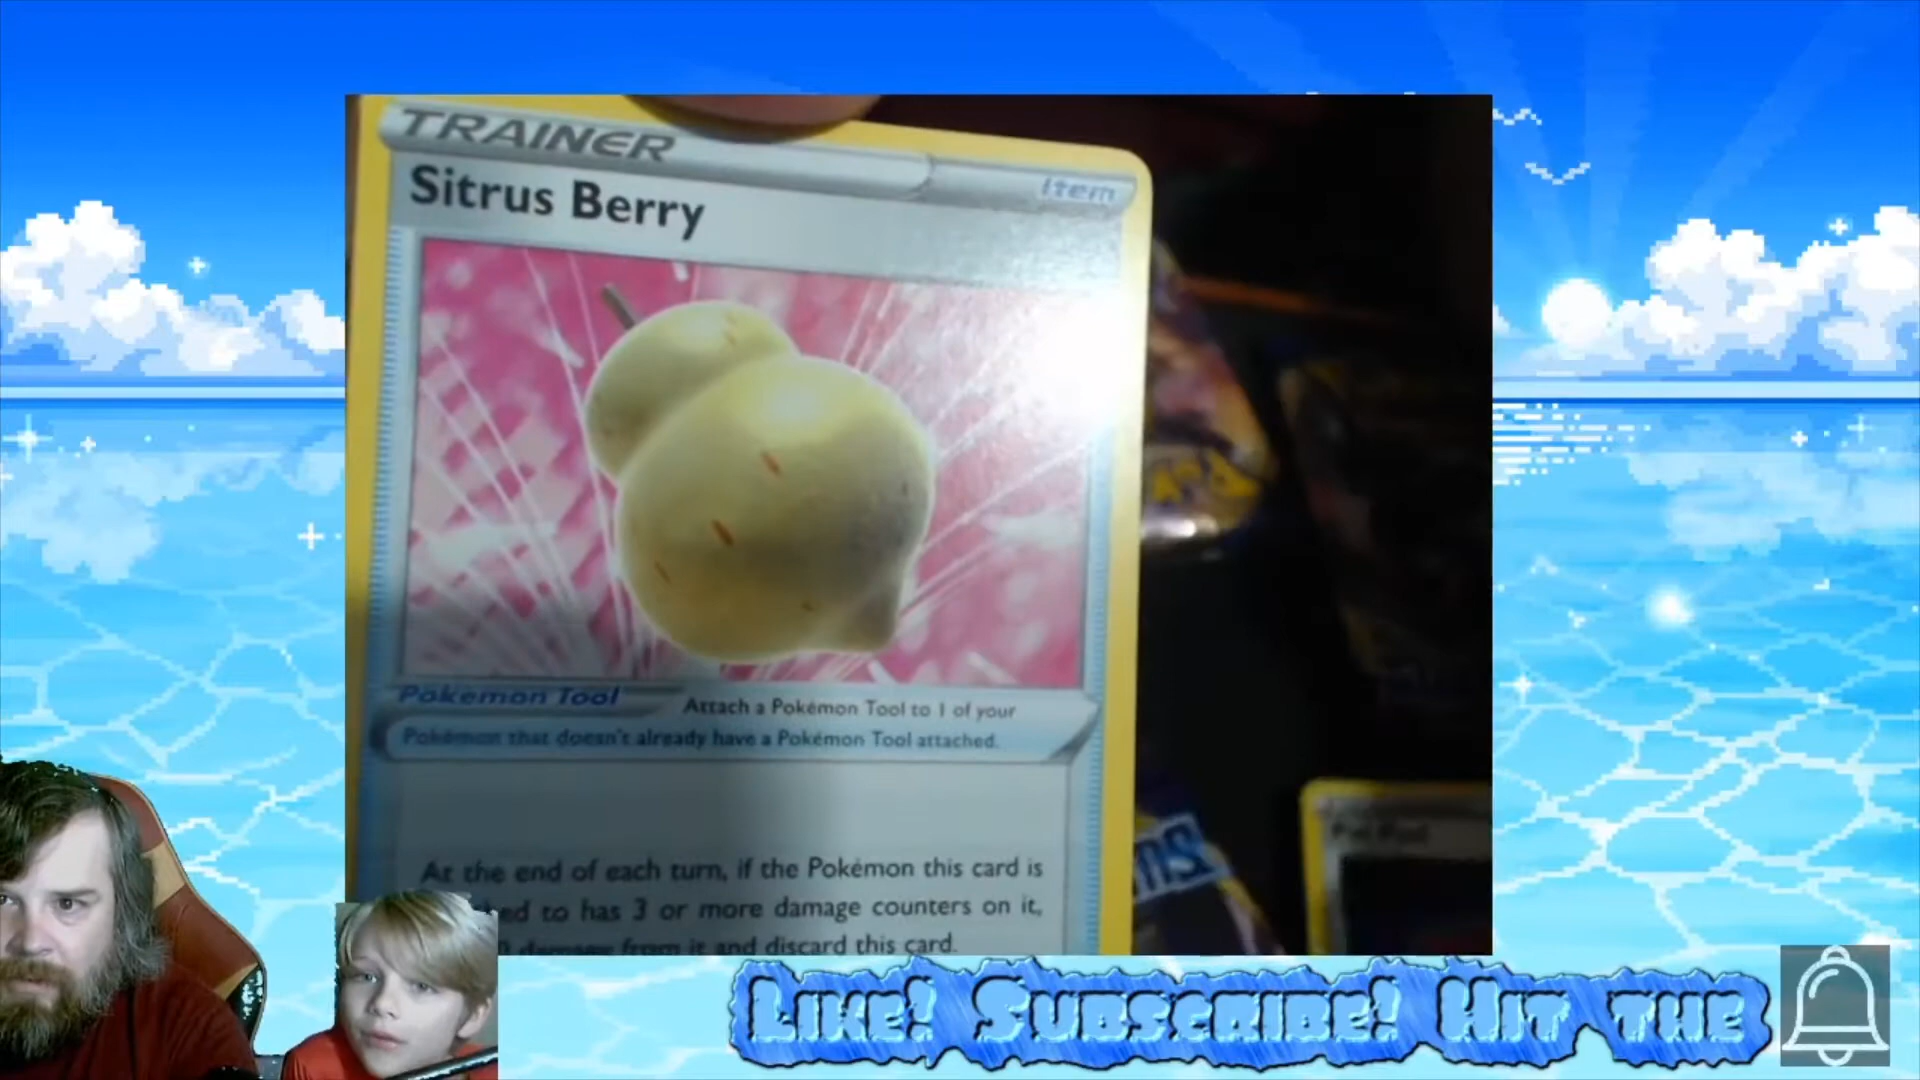 TRAINER
Item
Sitrus Berry
Pokémon Tool
Attach a Pokémon Tool to 1 of your
Pokémon that doesn't already have a Pokémon Tool attached.
At the end of each turn, if the Pokémon this card is
to has 3 or more damage counters on it,
damage from it and discard this card.
LIKE! SUBSCRIBE! HIT THE